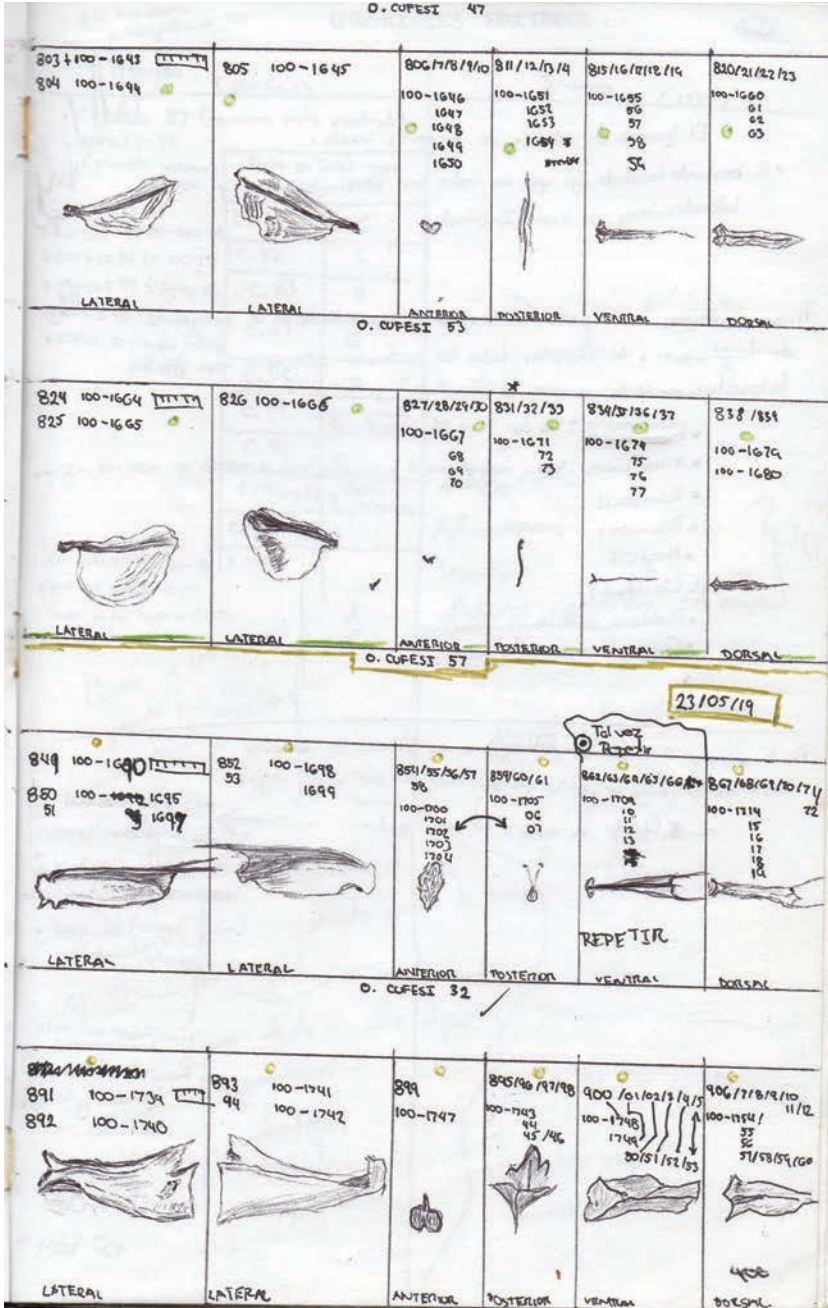 O. CUFESI 47
803 + 100-1643
804 100-1644
805 100-1645
806/7/8/9/10
100-1646
1647
1648
1649
1650
811/12/13/4
100-1651
1652
1653
1654
815/16/17/18/19
100-1655
56
57
58
59
820/21/22/23
100-1660
61
62
63
LATERAL
LATERAL
ANTERIOR
POSTERIOR
VENTRAL
DORSAL
O. CUFESI 53
824 100-1664
825 100-1665
826 100-1666
827/28/29/30
100-1667
68
69
70
831/32/33
100-1671
72
73
834/35/36/37
100-1674
75
76
77
838/839
100-1679
100-1680
LATERAL
LATERAL
ANTERIOR
POSTERIOR
VENTRAL
DORSAL
O. CUFESI 57
23/05/19
Tal vez
Repetir
849 100-1690
850 100- 1695
51
852 100-1698
53 1699
854/55/56/57
58
100-1700
1701
1702
1703
1704
859/60/61
100-1705
06
07
862/63/64/65/66
100-1709
10
11
12
13
867/68/69/70/71
72
100-1714
15
16
17
18
19
REPETIR
LATERAL
LATERAL
ANTERIOR
POSTERIOR
VENTRAL
DORSAL
O. CUFESI 32
891 100-1739
892 100-1740
893 100-1741
94 100-1742
899
100-1747
895/96/97/98
100-1743
44
45/46
900/01/02/3/4/5
100-1748
1749
50/51/52/53
906/7/8/9/10
11/12
100-1754/
55
56
57/58/59/60
LATERAL
LATERAL
ANTERIOR
POSTERIOR
VENTRAL
DORSAL